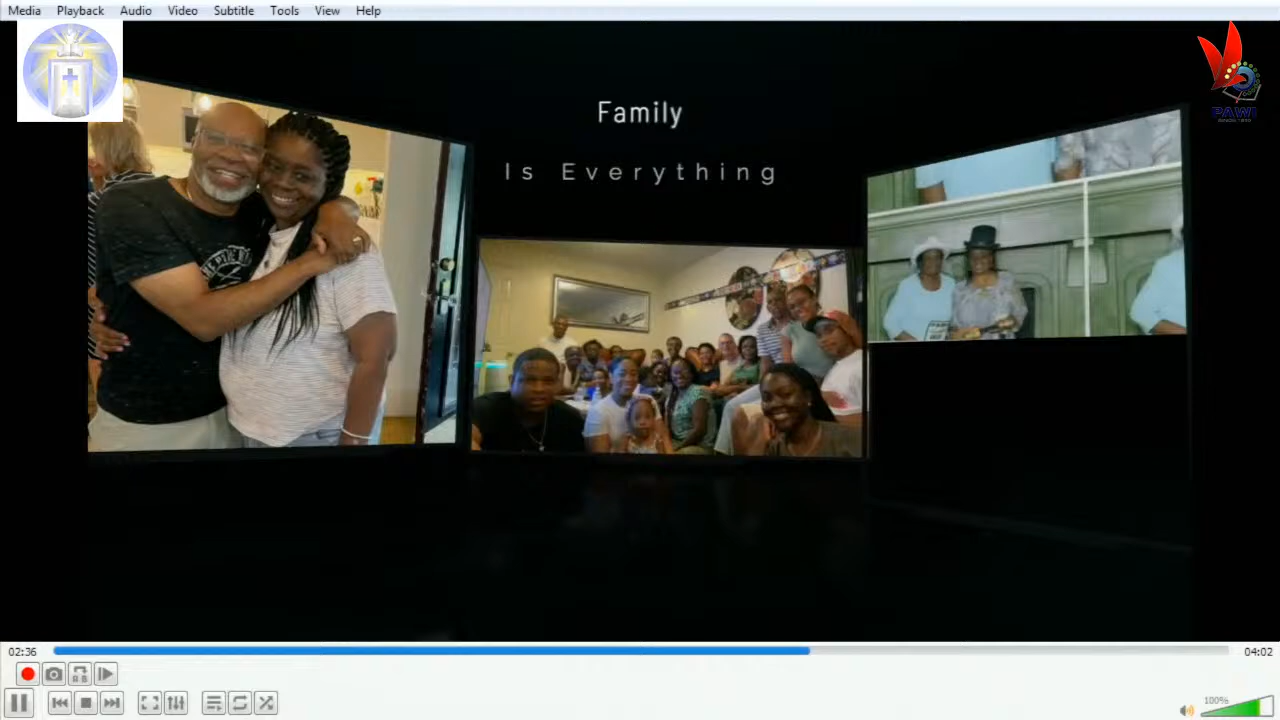 Media Playback Audio Video Subtitle Tools View Help
PAWI
Family
Is Everything
02:36
04:02
100%